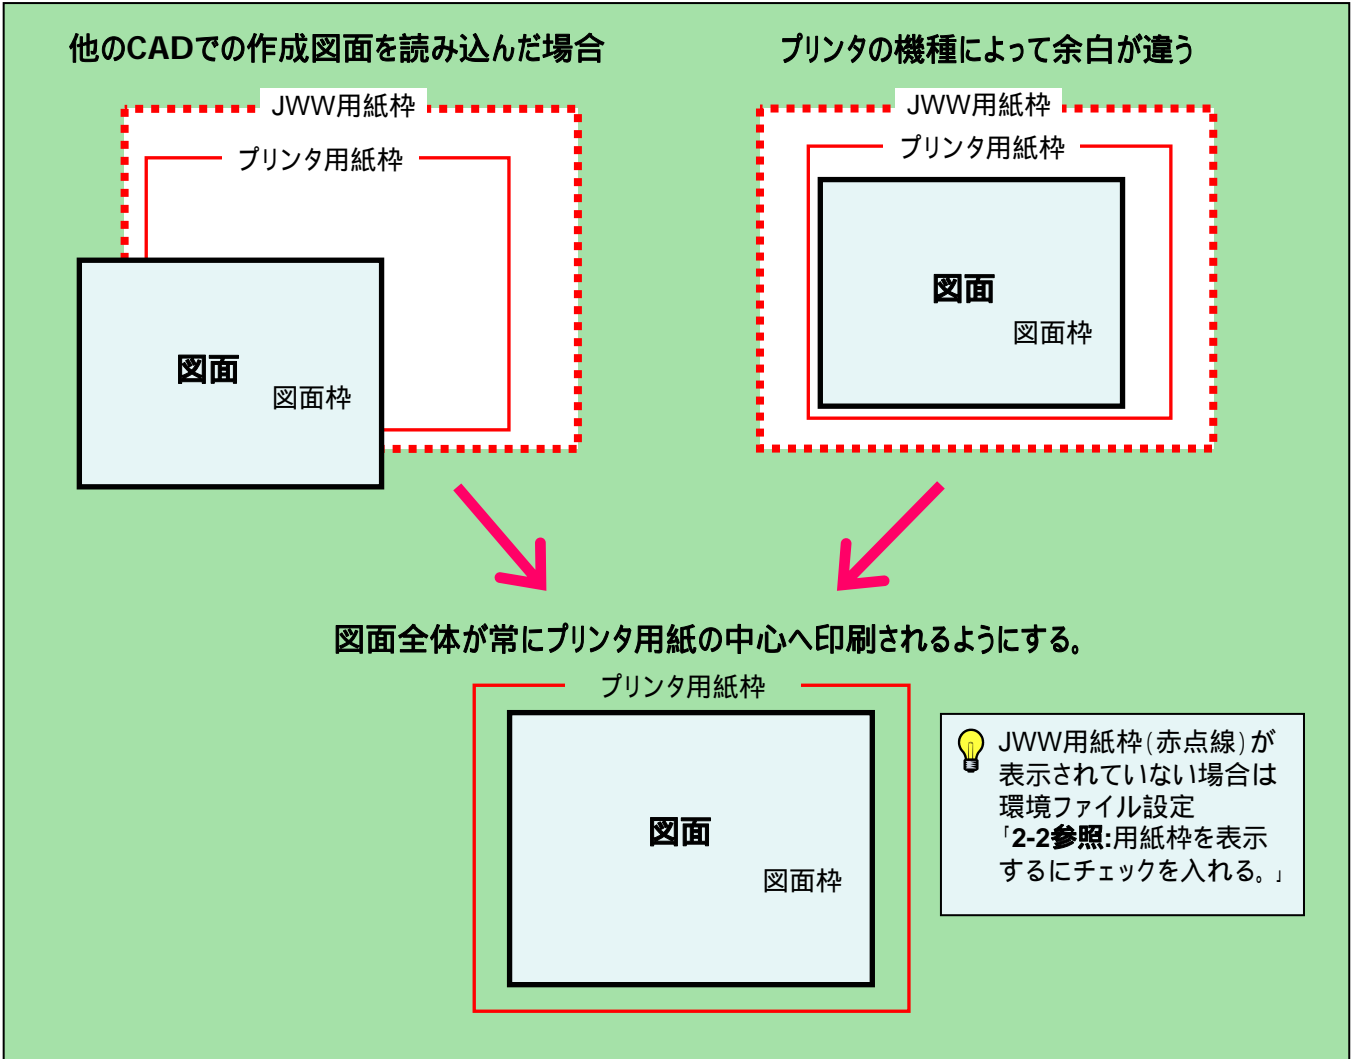 他のCADでの作成図面を読み込んだ場合
JWW用紙枠
プリンタ用紙枠
図面
図面枠
プリンタの機種によって余白が違う
JWW用紙枠
プリンタ用紙枠
図面
図面枠
図面全体が常にプリンタ用紙の中心へ印刷されるようにする。
プリンタ用紙枠
図面
図面枠
JWW用紙枠(赤点線)が
表示されていない場合は
環境ファイル設定
「2-2参照:用紙枠を表示
するにチェックを入れる。」